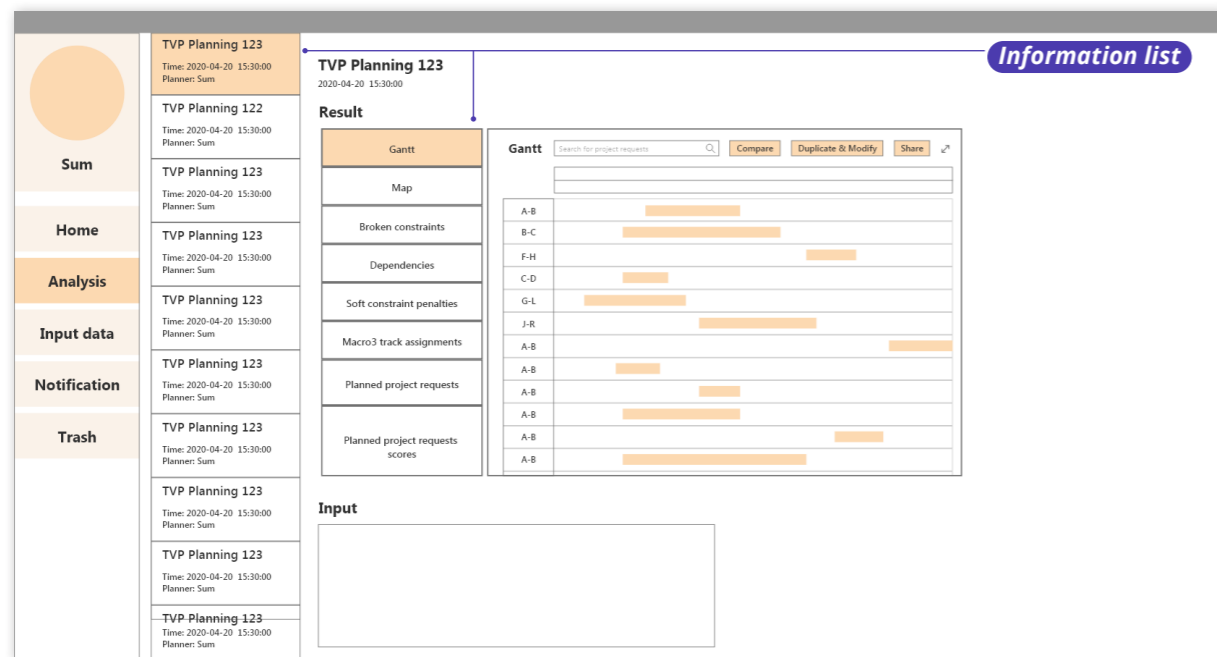 Information list
Sum
Home
Analysis
Input data
Notification
Trash
TVP Planning 123
Time: 2020-04-20 15:30:00
Planner: Sum
TVP Planning 122
Time: 2020-04-20 15:30:00
Planner: Sum
TVP Planning 123
Time: 2020-04-20 15:30:00
Planner: Sum
TVP Planning 123
Time: 2020-04-20 15:30:00
Planner: Sum
TVP Planning 123
Time: 2020-04-20 15:30:00
Planner: Sum
TVP Planning 123
Time: 2020-04-20 15:30:00
Planner: Sum
TVP Planning 123
Time: 2020-04-20 15:30:00
Planner: Sum
TVP Planning 123
Time: 2020-04-20 15:30:00
Planner: Sum
TVP Planning 123
Time: 2020-04-20 15:30:00
Planner: Sum
TVP Planning 123
Time: 2020-04-20 15:30:00
Planner: Sum
TVP Planning 123
2020-04-20 15:30:00
Result
Gantt
Map
Broken constraints
Dependencies
Soft constraint penalties
Macro3 track assignments
Planned project requests
Planned project requests
scores
Gantt
Search for project requests
Compare
Duplicate & Modify
Share
A-B
B-C
F-H
C-D
G-L
J-R
A-B
A-B
A-B
A-B
A-B
A-B
Input